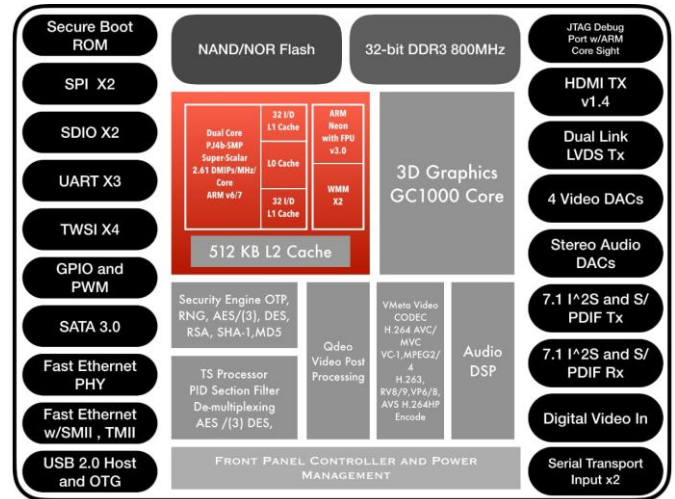 Secure Boot
ROM
SPI X2
SDIO X2
UART X3
TWSI X4
GPIO and
PWM
SATA 3.0
Fast Ethernet
PHY
Fast Ethernet
w/SMII , TMII
USB 2.0 Host
and OTG
NAND/NOR Flash
32-bit DDR3 800MHz
Dual Core
PJ4b-SMP
Super-Scalar
2.61 DMIPs/MHz/
Core
ARM v6/7
32 I/D
L1 Cache
L0 Cache
32 I/D
L1 Cache
ARM
Neon
with FPU
v3.0
WMM
X2
512 KB L2 Cache
3D Graphics
GC1000 Core
Security Engine OTP,
RNG, AES/(3), DES,
RSA, SHA-1,MD5
TS Processor
PID Section Filter
De-multiplexing
AES /(3) DES,
Qdeo
Video Post
Processing
VMeta Video
CODEC
H.264 AVC/
MVC
VC-1,MPEG2/
4
H.263,
RV8/9,VP6/8,
AVS H.264HP
Encode
Audio
DSP
Front Panel Controller and Power
Management
JTAG Debug
Port w/ARM
Core Sight
HDMI TX
v1.4
Dual Link
LVDS Tx
4 Video DACs
Stereo Audio
DACs
7.1 I^2S and S/
PDIF Tx
7.1 I^2S and S/
PDIF Rx
Digital Video In
Serial Transport
Input x2